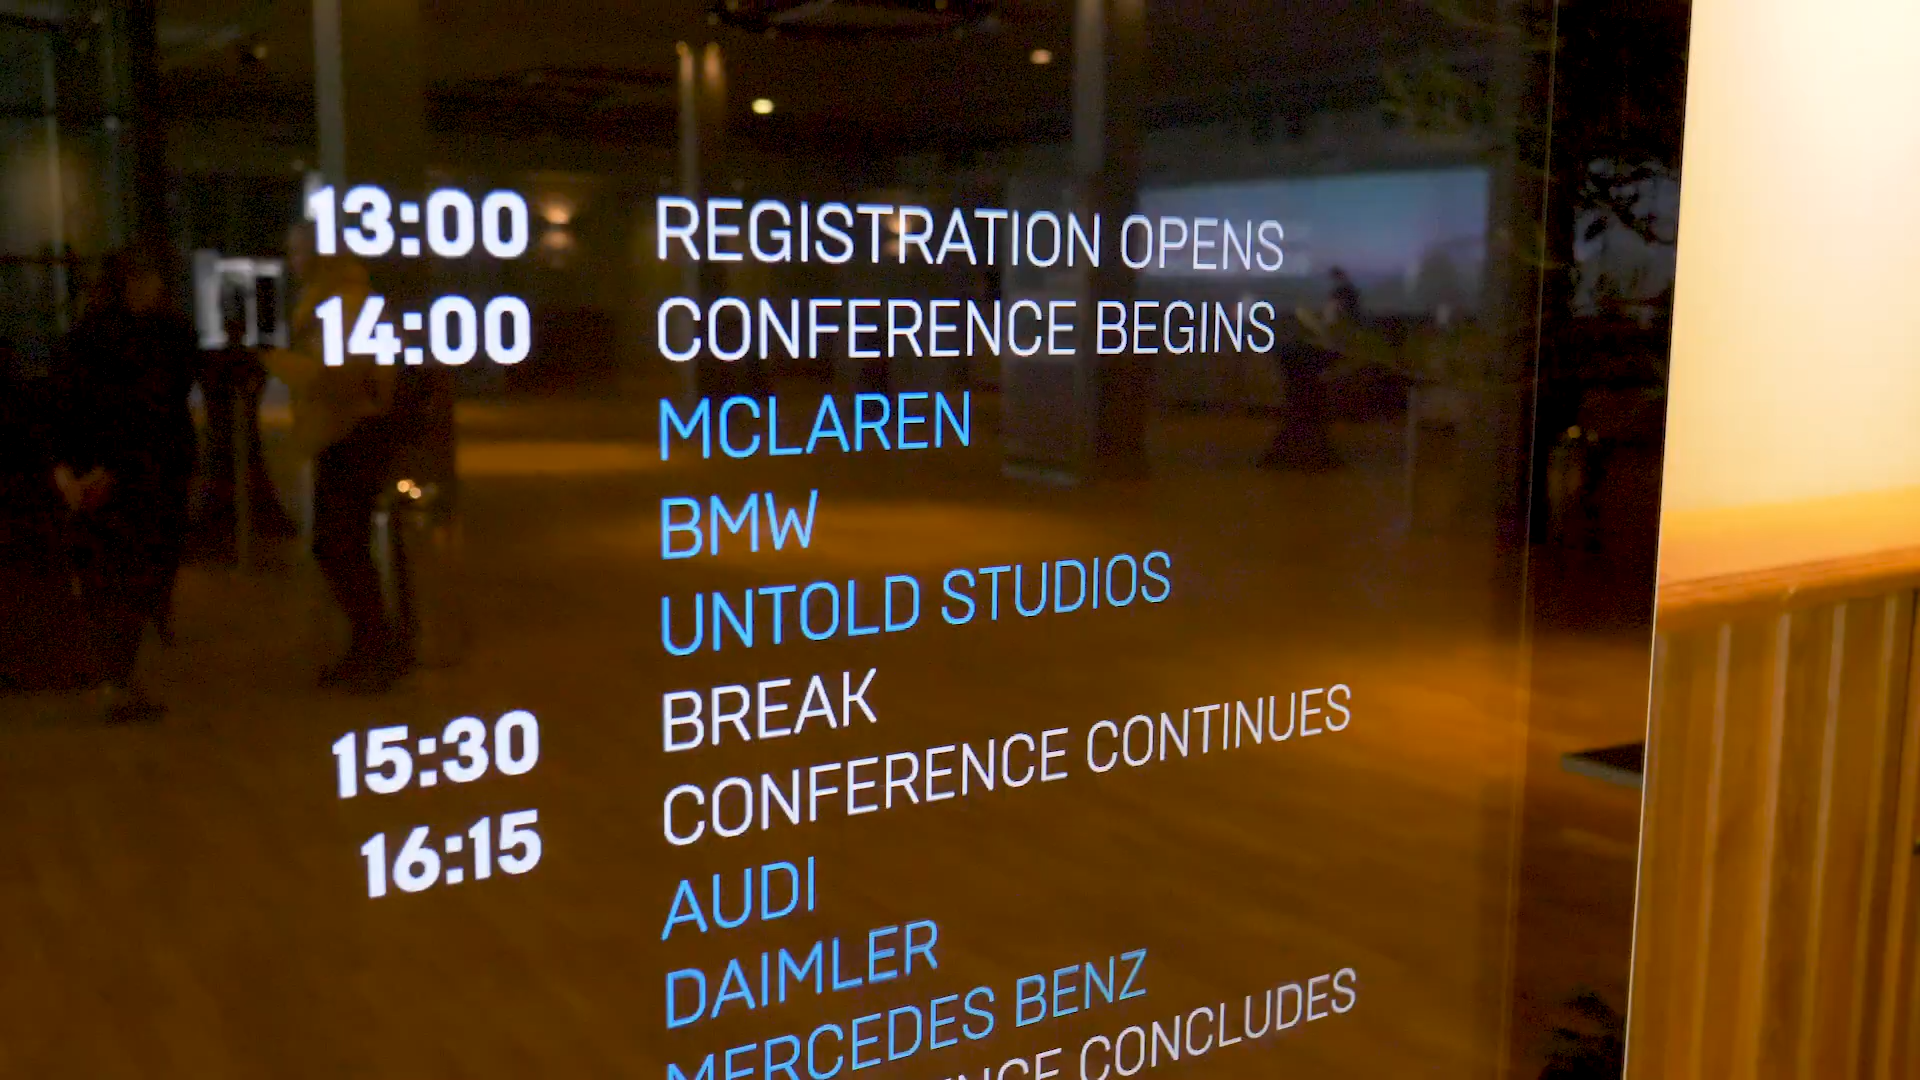 13:00 REGISTRATION OPENS
14:00 CONFERENCE BEGINS
MCLAREN
BMW
UNTOLD STUDIOS
15:30 BREAK
16:15 CONFERENCE CONTINUES
AUDI
DAIMLER
MERCEDES BENZ
CONCLUDES